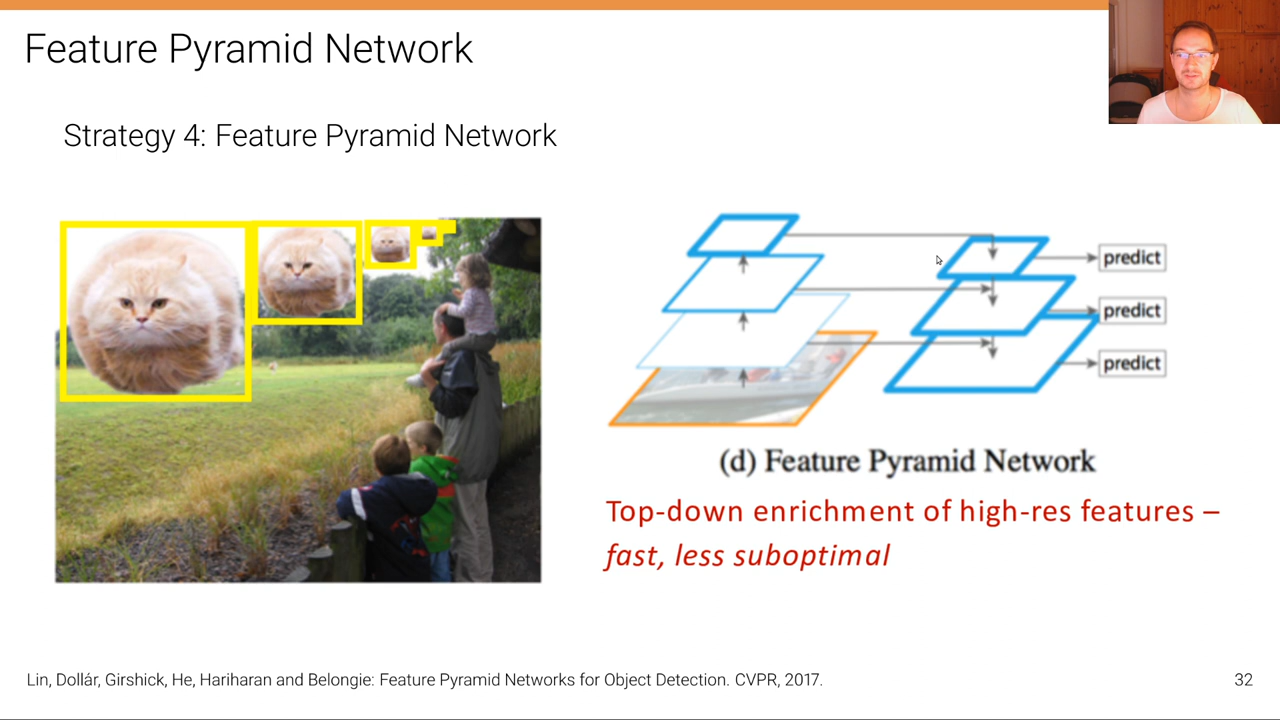 Feature Pyramid Network
Strategy 4: Feature Pyramid Network
predict
predict
predict
(d) Feature Pyramid Network
Top-down enrichment of high-res features –
fast, less suboptimal
Lin, Dollár, Girshick, He, Hariharan and Belongie: Feature Pyramid Networks for Object Detection. CVPR, 2017.
32